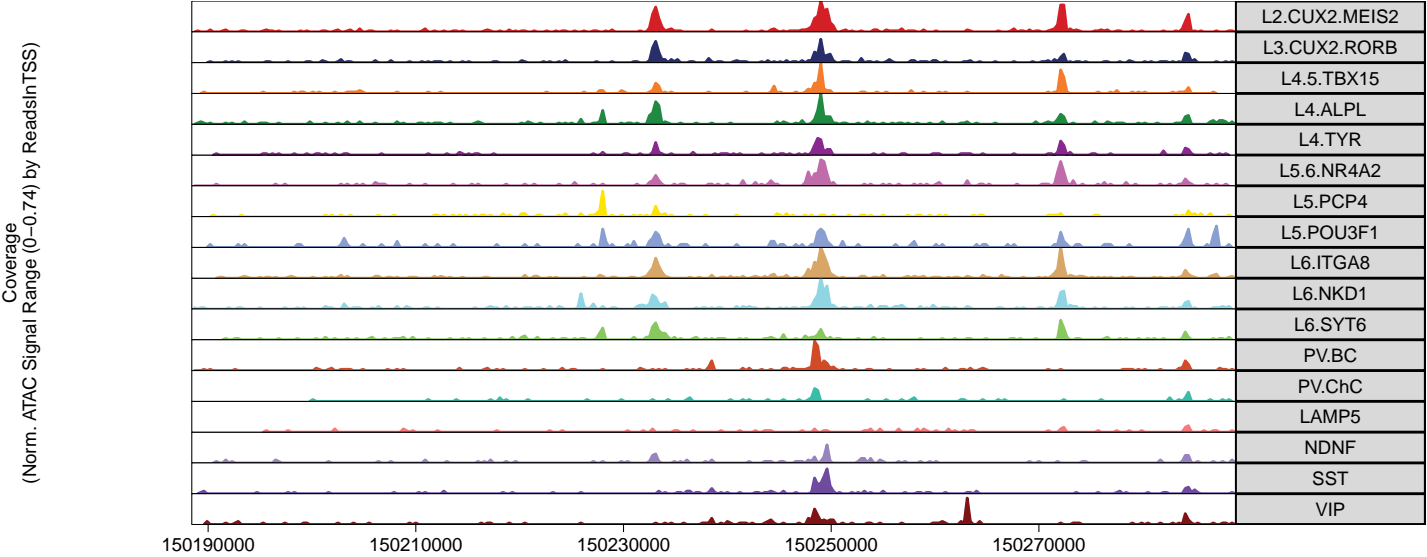 Coverage
(Norm. ATAC Signal Range (0−0.74) by ReadsInTSS)
L2.CUX2.MEIS2
L3.CUX2.RORB
L4.5.TBX15
L4.ALPL
L4.TYR
L5.6.NR4A2
L5.PCP4
L5.POU3F1
L6.ITGA8
L6.NKD1
L6.SYT6
PV.BC
PV.ChC
LAMP5
NDNF
SST
VIP
150190000 150210000 150230000 150250000 150270000